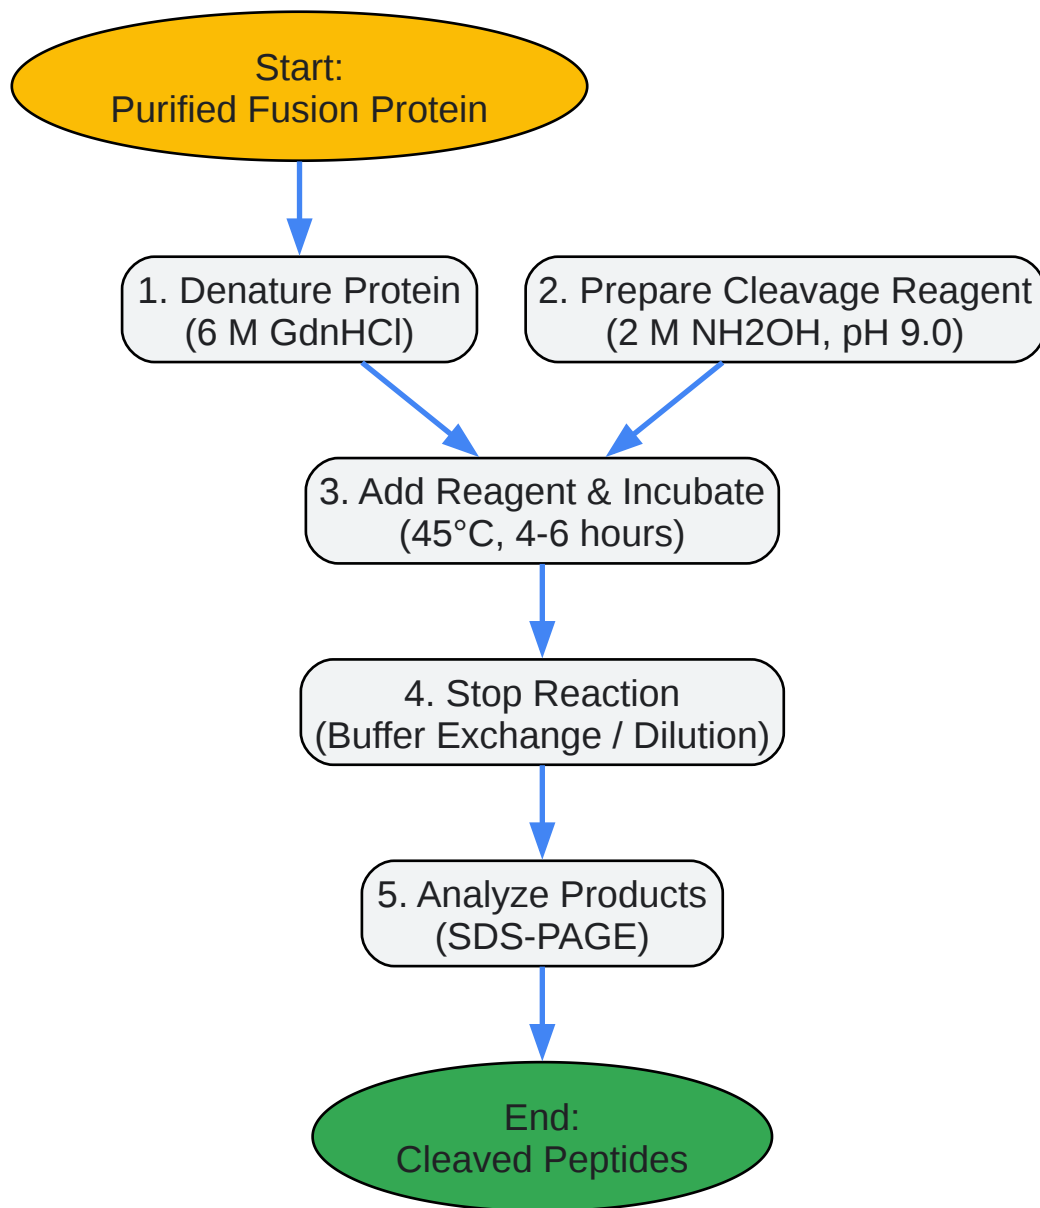 Start:
Purified Fusion Protein
1. Denature Protein
(6 M GdnHCl)
2. Prepare Cleavage Reagent
(2 M NH2OH, pH 9.0)
3. Add Reagent & Incubate
(45°C, 4-6 hours)
4. Stop Reaction
(Buffer Exchange / Dilution)
5. Analyze Products
(SDS-PAGE)
End:
Cleaved Peptides